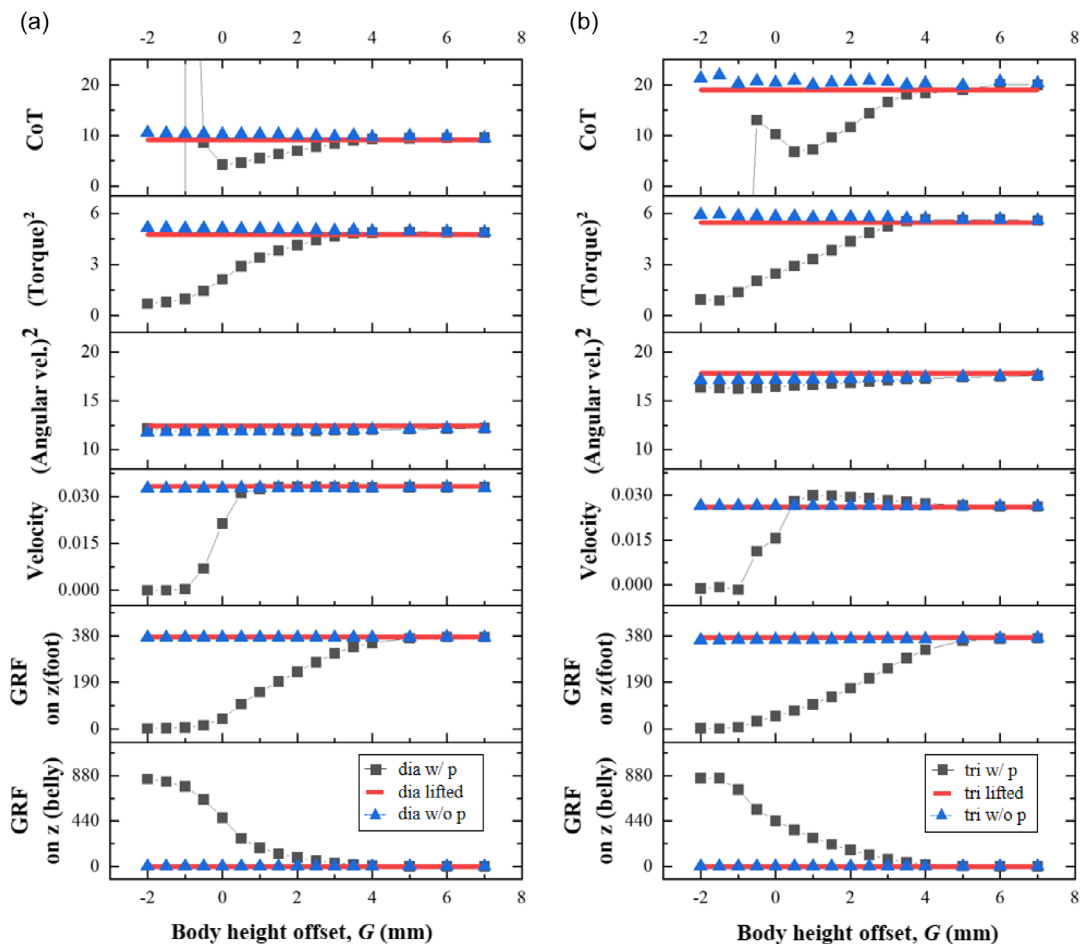 (a)
-2 0 2 4 6 8
CoT
20
10
0
(Torque)²
6
3
0
(Angular vel.)²
20
15
10
Velocity
0.030
0.015
0.000
GRF
on z(foot)
380
190
0
GRF
on z (belly)
880
440
0
dia w/ p
dia lifted
dia w/o p
-2 0 2 4 6 8
Body height offset, G (mm)
(b)
-2 0 2 4 6 8
CoT
20
10
0
(Torque)²
6
3
0
(Angular vel.)²
20
15
10
Velocity
0.030
0.015
0.000
GRF
on z(foot)
380
190
0
GRF
on z (belly)
880
440
0
tri w/ p
tri lifted
tri w/o p
-2 0 2 4 6 8
Body height offset, G (mm)